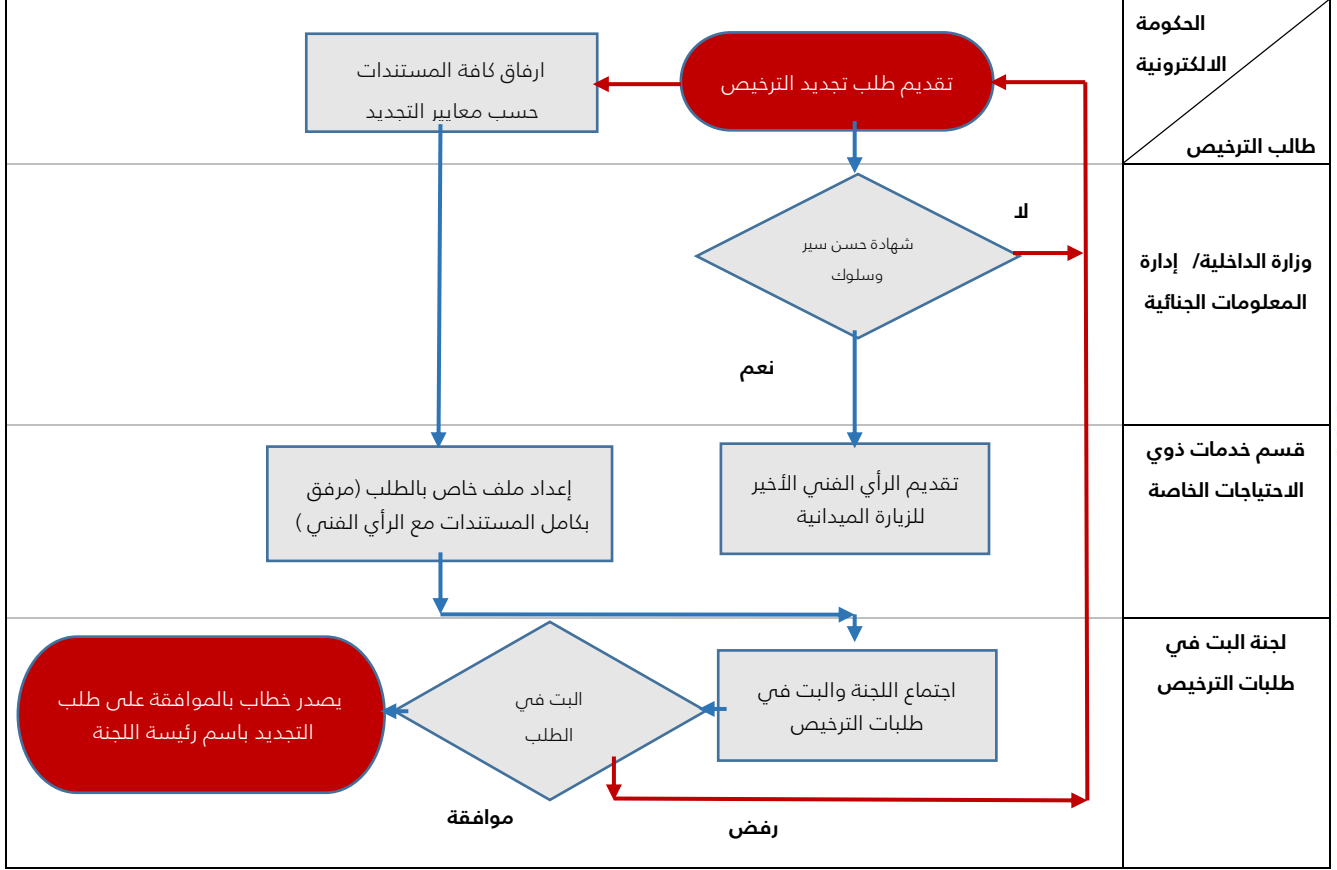 الحكومة
الالكترونية
طالب الترخيص
تقديم طلب تجديد الترخيص
ارفاق كافة المستندات
حسب معايير التجديد
وزارة الداخلية/ إدارة
المعلومات الجنائية
شهادة حسن سير
وسلوك
لا
نعم
قسم خدمات ذوي
الاحتياجات الخاصة
تقديم الرأي الفني الأخير
للزيارة الميدانية
إعداد ملف خاص بالطلب (مرفق
بكامل المستندات مع الرأي الفني )
لجنة البت في
طلبات الترخيص
اجتماع اللجنة والبت في
طلبات الترخيص
البت في
الطلب
يصدر خطاب بالموافقة على طلب
التجديد باسم رئيسة اللجنة
رفض
موافقة